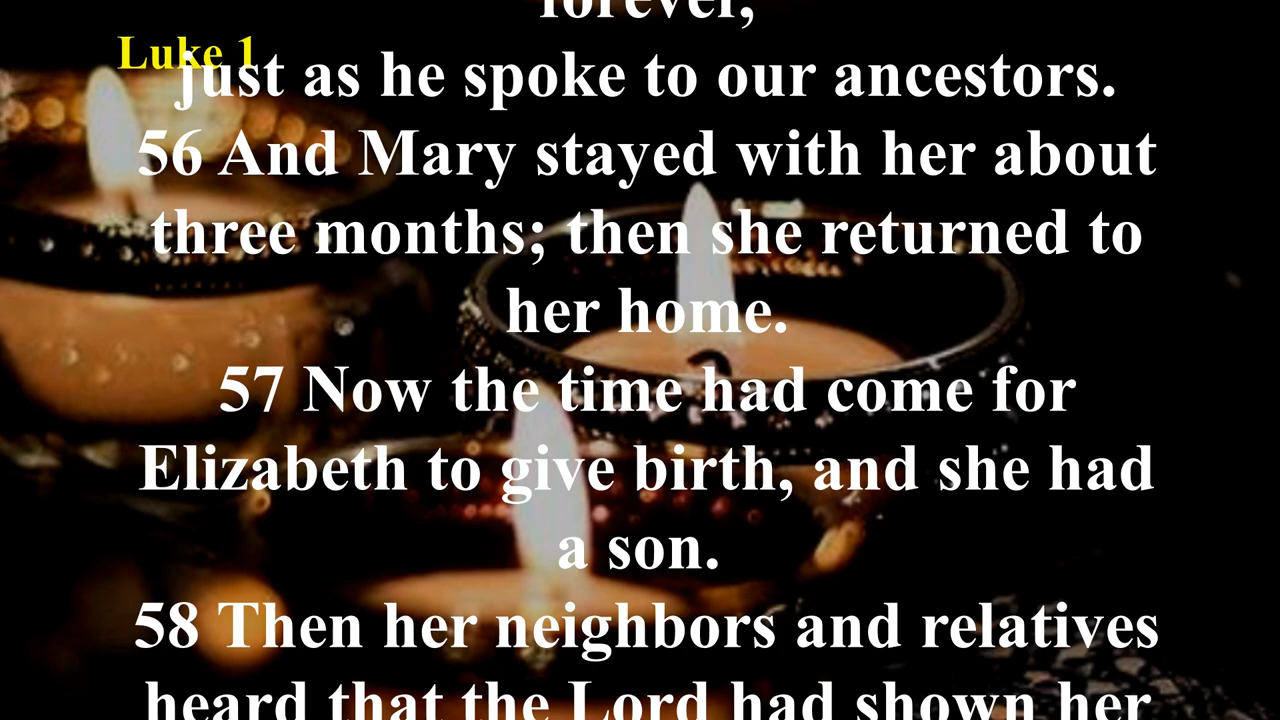 forever,
Luke 1
just as he spoke to our ancestors.
56 And Mary stayed with her about
three months; then she returned to
her home.
57 Now the time had come for
Elizabeth to give birth, and she had
a son.
58 Then her neighbors and relatives
heard that the Lord had shown her